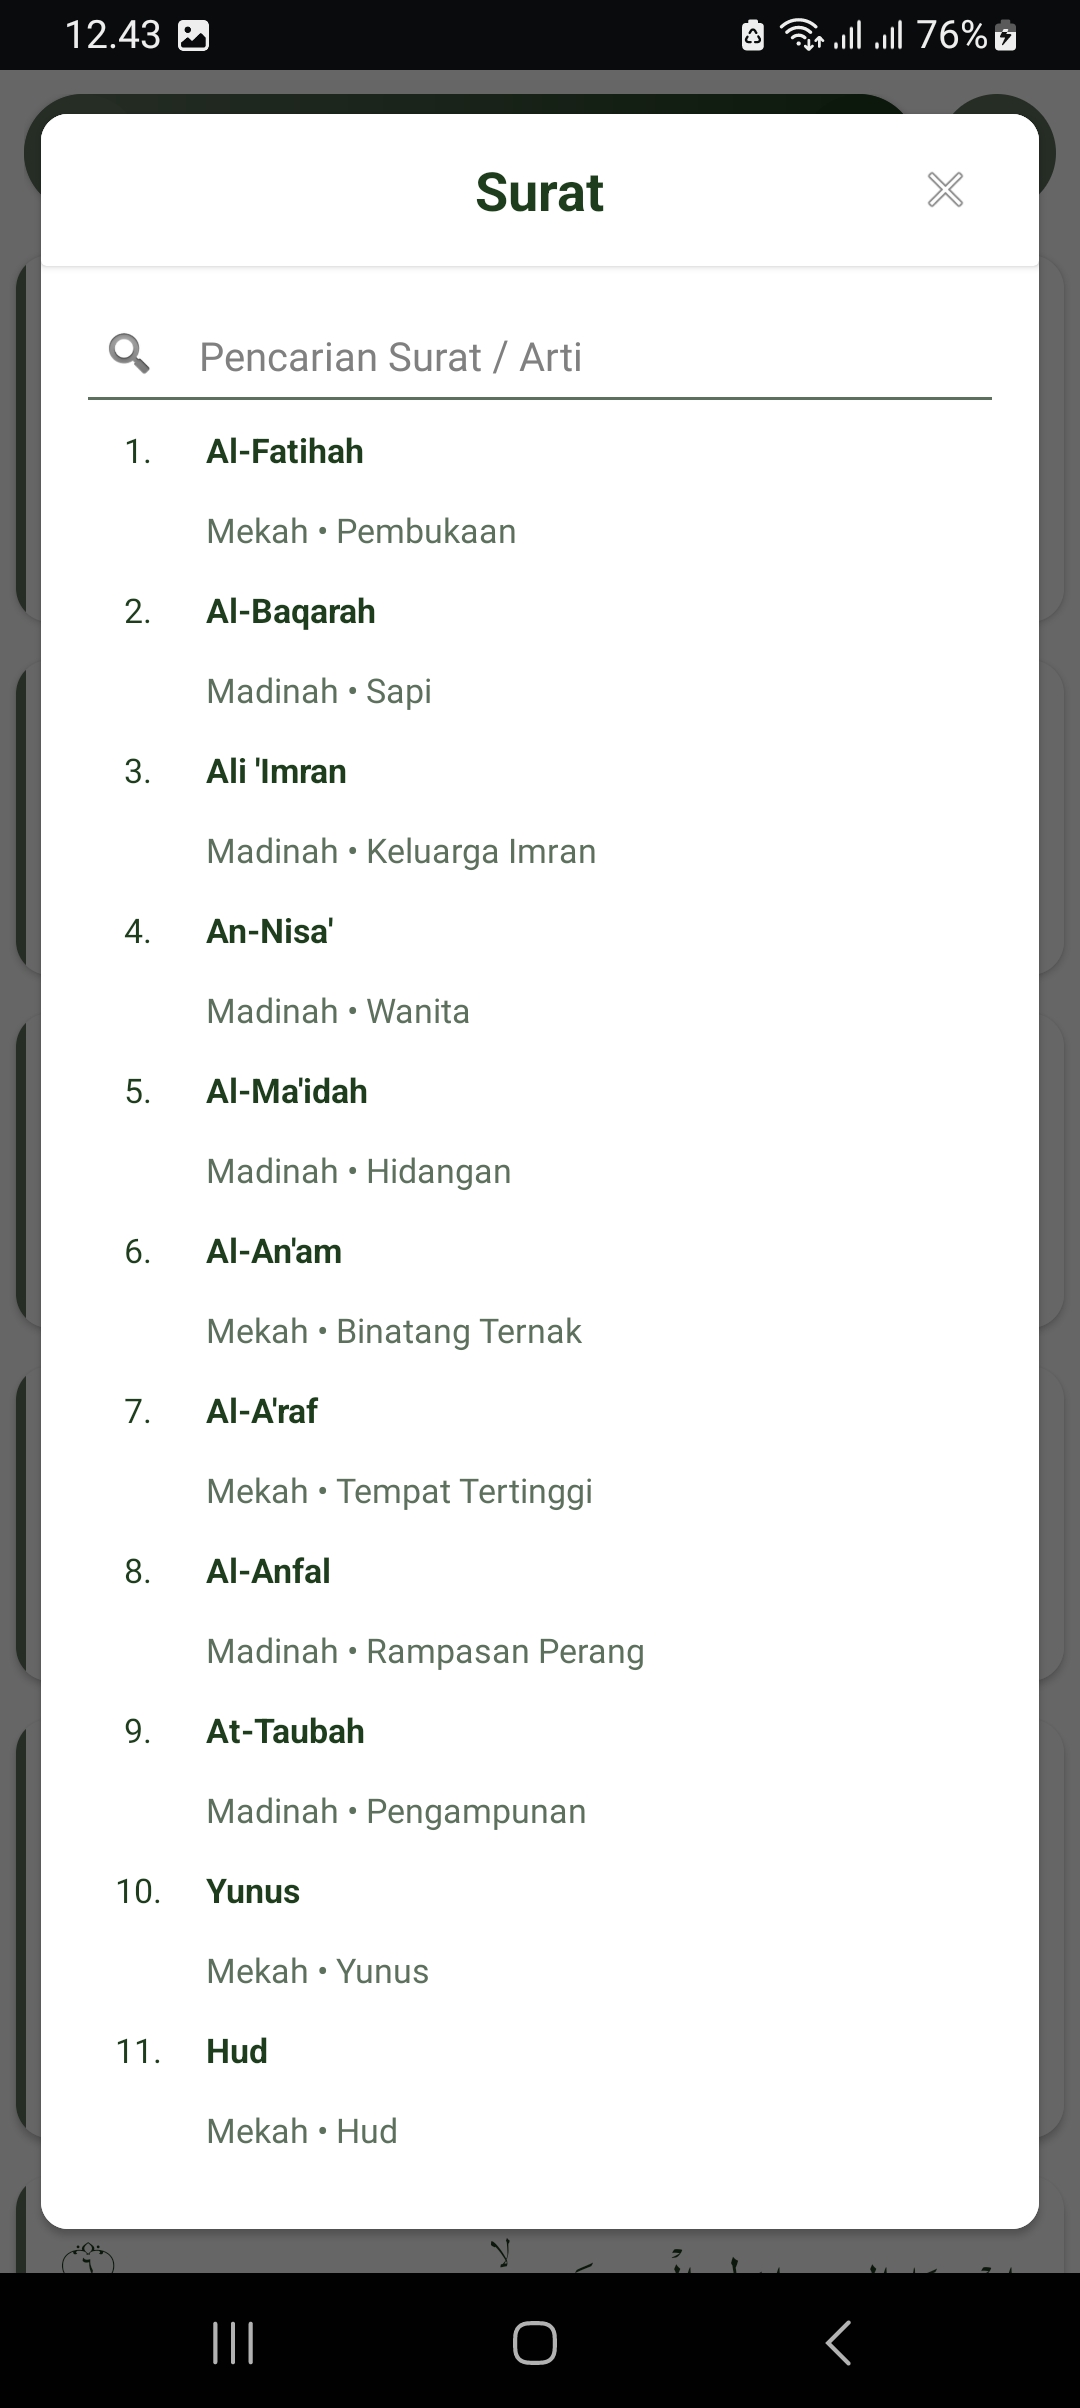 12.43
76%
Surat
Pencarian Surat / Arti
1. Al-Fatihah
Mekah • Pembukaan
2. Al-Baqarah
Madinah • Sapi
3. Ali 'Imran
Madinah • Keluarga Imran
4. An-Nisa'
Madinah • Wanita
5. Al-Ma'idah
Madinah • Hidangan
6. Al-An'am
Mekah • Binatang Ternak
7. Al-A'raf
Mekah • Tempat Tertinggi
8. Al-Anfal
Madinah • Rampasan Perang
9. At-Taubah
Madinah • Pengampunan
10. Yunus
Mekah • Yunus
11. Hud
Mekah • Hud